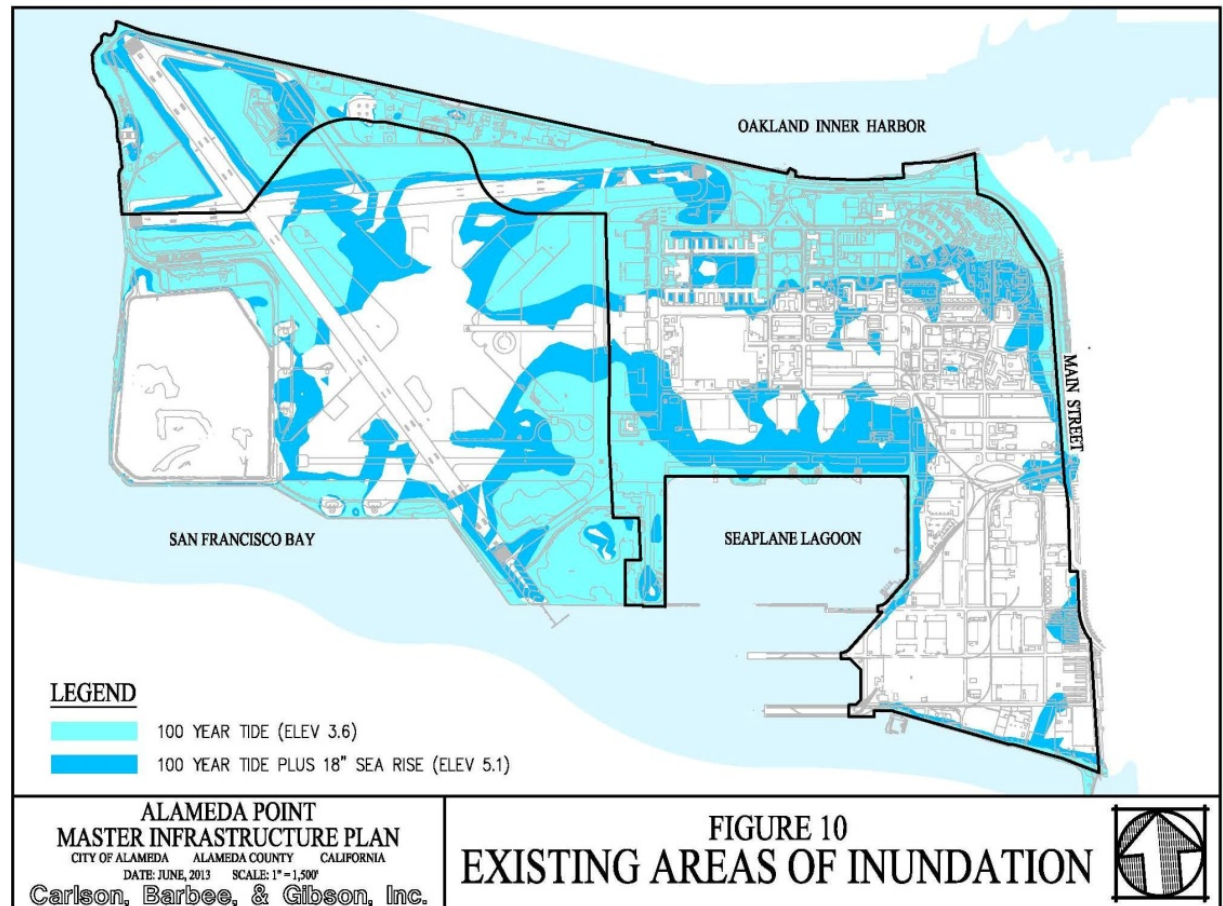 OAKLAND INNER HARBOR
MAIN STREET
SAN FRANCISCO BAY
SEAPLANE LAGOON
LEGEND
100 YEAR TIDE (ELEV 3.6)
100 YEAR TIDE PLUS 18" SEA RISE (ELEV 5.1)
ALAMEDA POINT
MASTER INFRASTRUCTURE PLAN
CITY OF ALAMEDA ALAMEDA COUNTY CALIFORNIA
DATE: JUNE, 2013 SCALE: 1" = 1,500'
Carlson, Barbee, & Gibson, Inc.
FIGURE 10
EXISTING AREAS OF INUNDATION